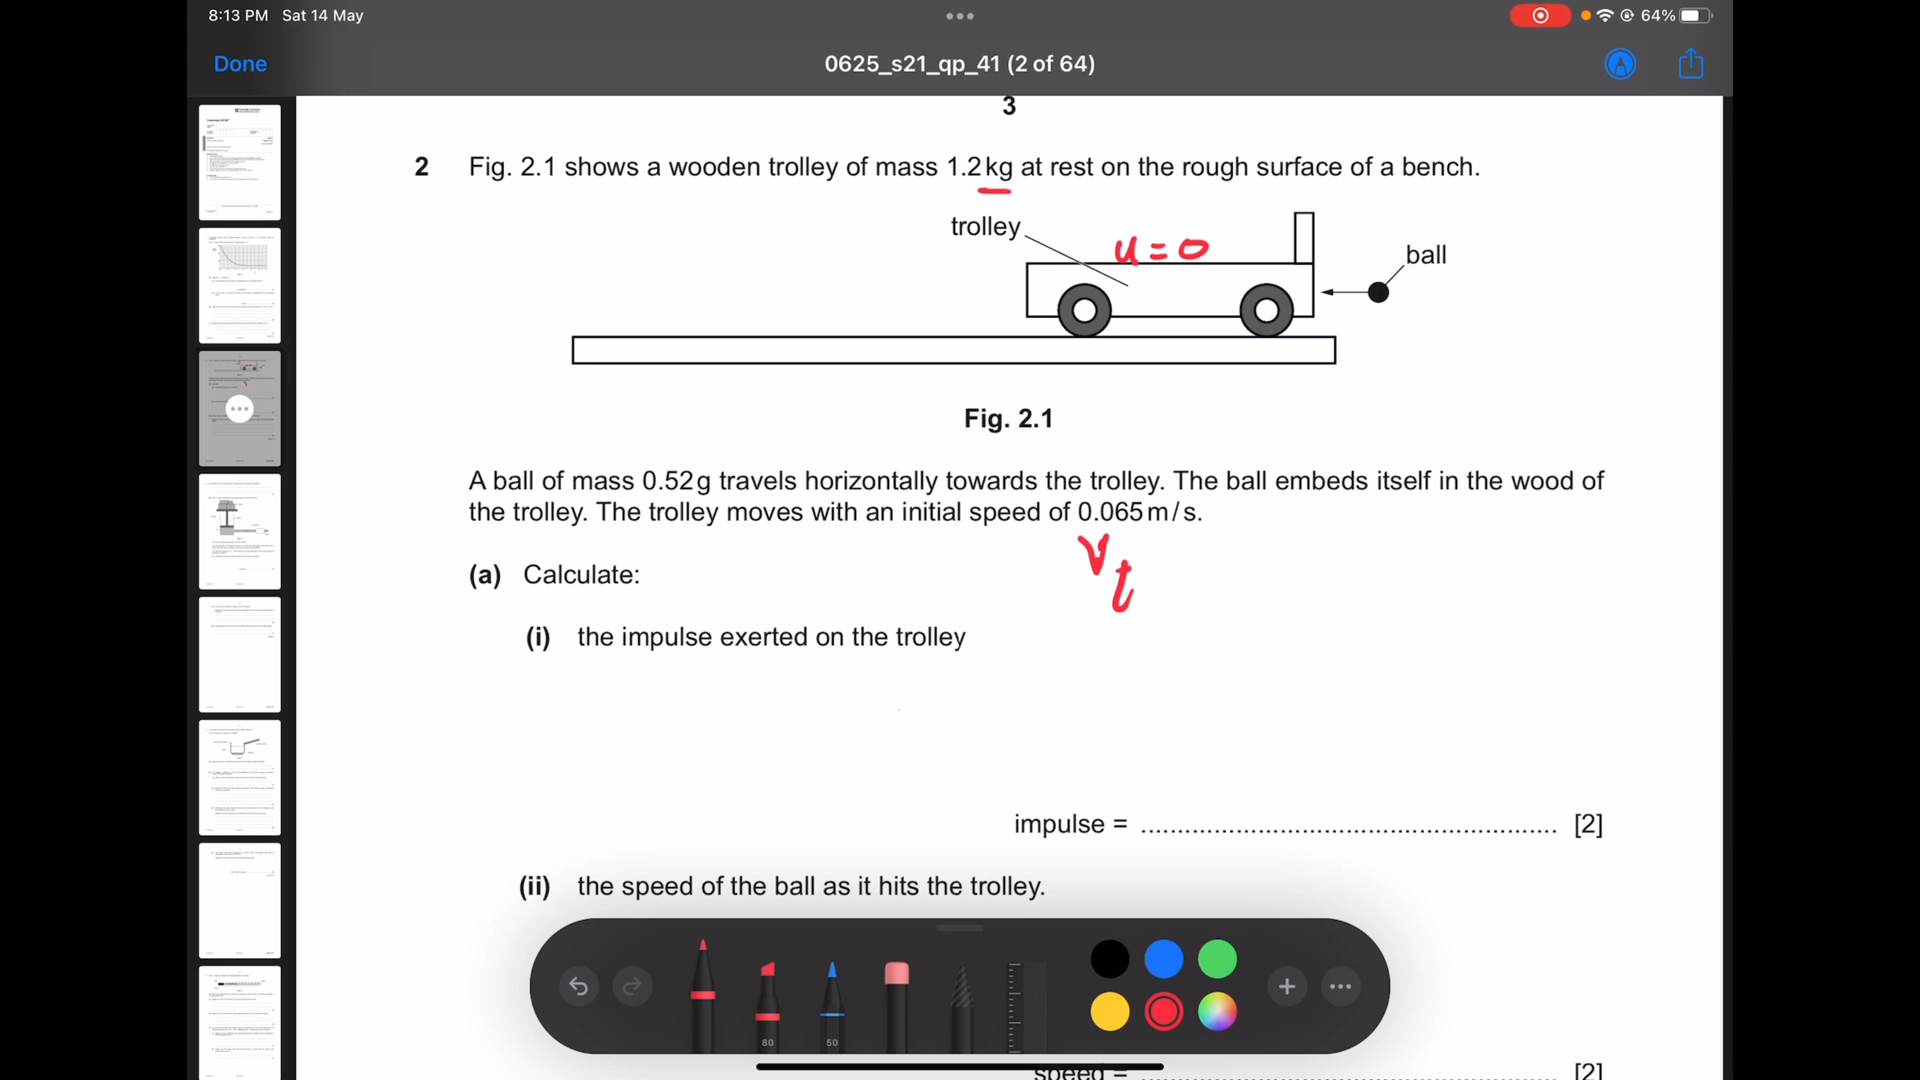 8:13 PM Sat 14 May
64%
Done
0625_s21_qp_41 (2 of 64)
3
2 Fig. 2.1 shows a wooden trolley of mass 1.2 kg at rest on the rough surface of a bench.
trolley
u = 0
ball
Fig. 2.1
A ball of mass 0.52 g travels horizontally towards the trolley. The ball embeds itself in the wood of
the trolley. The trolley moves with an initial speed of 0.065 m / s.
v
t
(a) Calculate:
(i) the impulse exerted on the trolley
impulse = ........................................................ [2]
(ii) the speed of the ball as it hits the trolley.
80
50
speed = ........................................................ [2]